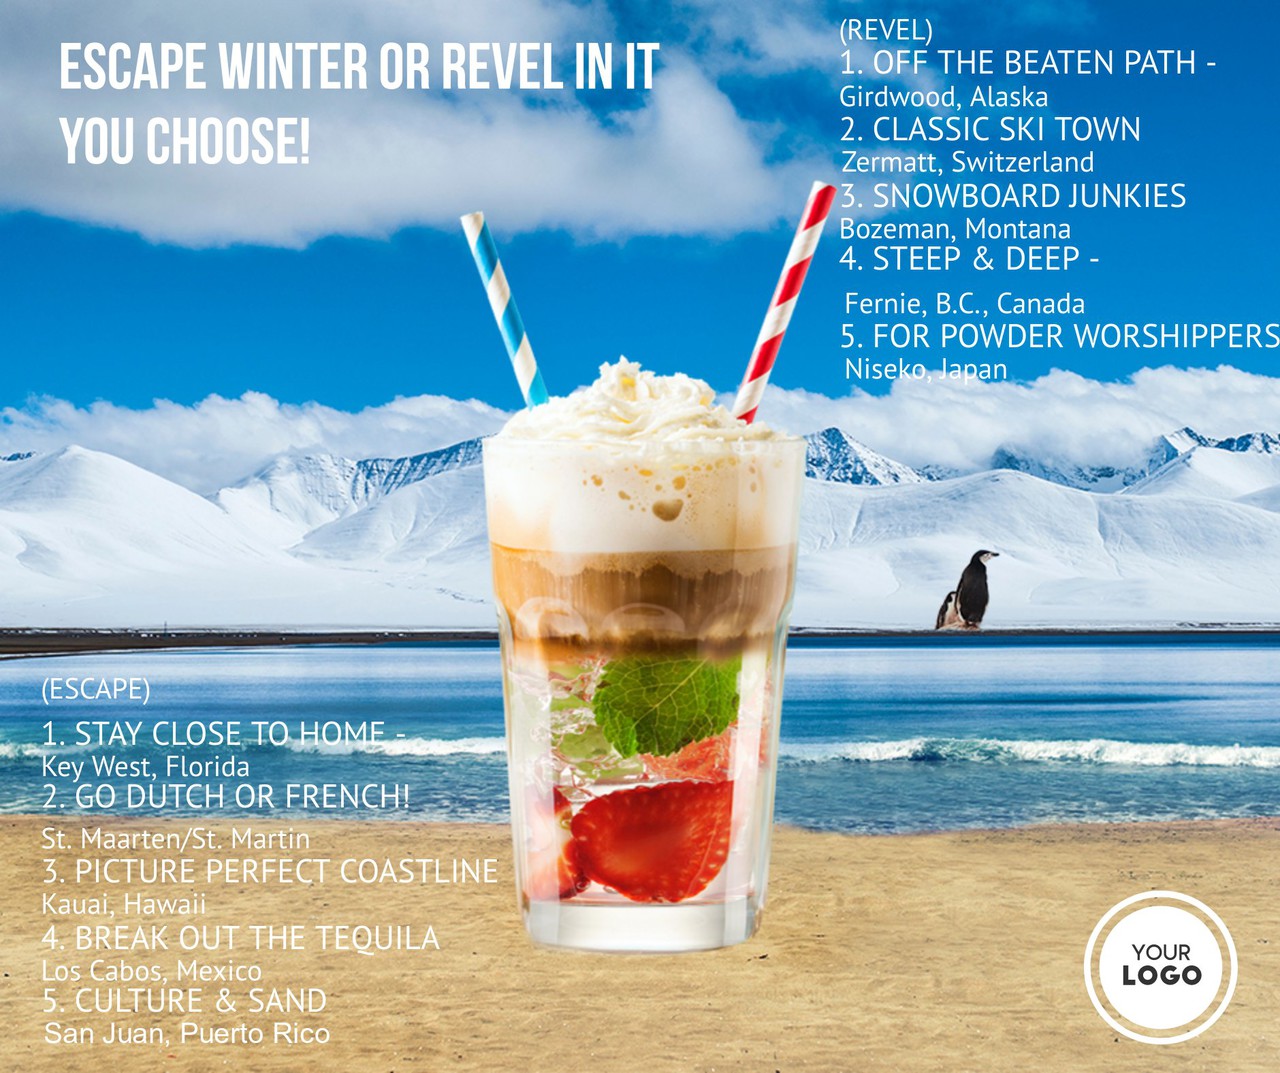 ESCAPE WINTER OR REVEL IN IT
YOU CHOOSE!
(REVEL)
1. OFF THE BEATEN PATH -
Girdwood, Alaska
2. CLASSIC SKI TOWN
Zermatt, Switzerland
3. SNOWBOARD JUNKIES
Bozeman, Montana
4. STEEP & DEEP -
Fernie, B.C., Canada
5. FOR POWDER WORSHIPPERS
Niseko, Japan
(ESCAPE)
1. STAY CLOSE TO HOME -
Key West, Florida
2. GO DUTCH OR FRENCH!
St. Maarten/St. Martin
3. PICTURE PERFECT COASTLINE
Kauai, Hawaii
4. BREAK OUT THE TEQUILA
Los Cabos, Mexico
5. CULTURE & SAND
San Juan, Puerto Rico
YOUR
LOGO